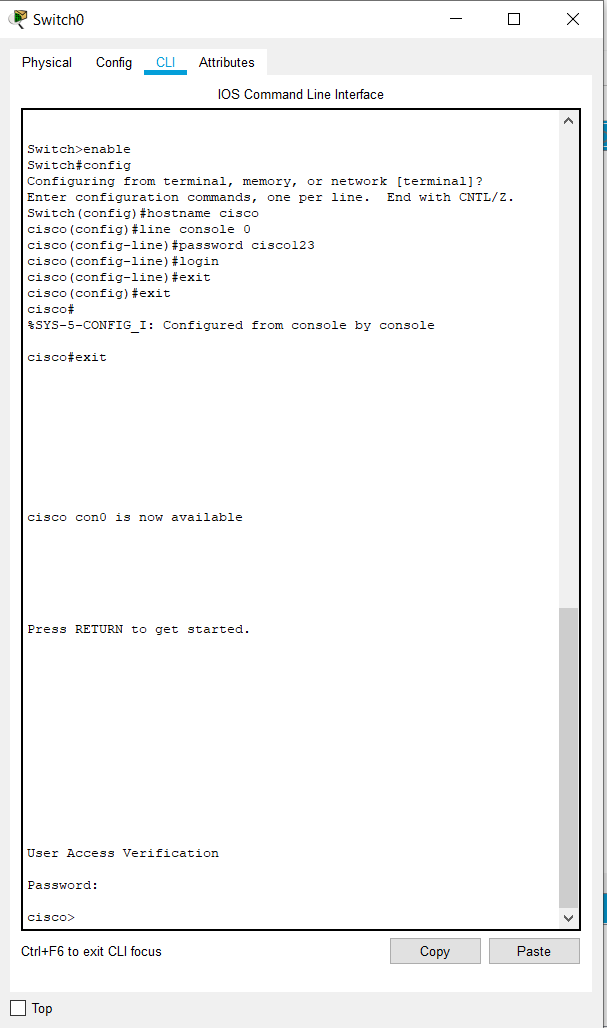 Switch0
Physical Config CLI Attributes
IOS Command Line Interface
Switch>enable
Switch#config
Configuring from terminal, memory, or network [terminal]?
Enter configuration commands, one per line.  End with CNTL/Z.
Switch(config)#hostname cisco
cisco(config)#line console 0
cisco(config-line)#password cisco123
cisco(config-line)#login
cisco(config-line)#exit
cisco(config)#exit
cisco#
%SYS-5-CONFIG_I: Configured from console by console
cisco#exit
cisco con0 is now available
Press RETURN to get started.
User Access Verification
Password:
cisco>
Ctrl+F6 to exit CLI focus
Copy Paste
Top